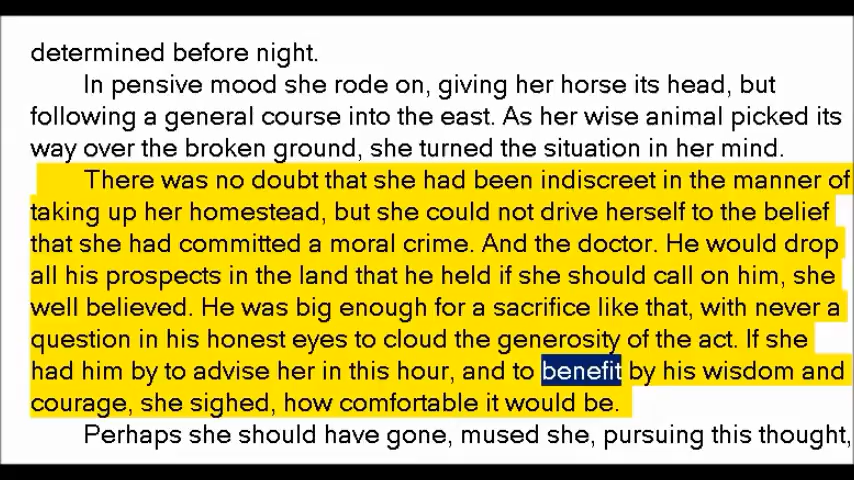 determined before night.
In pensive mood she rode on, giving her horse its head, but
following a general course into the east. As her wise animal picked its
way over the broken ground, she turned the situation in her mind.
There was no doubt that she had been indiscreet in the manner of
taking up her homestead, but she could not drive herself to the belief
that she had committed a moral crime. And the doctor. He would drop
all his prospects in the land that he held if she should call on him, she
well believed. He was big enough for a sacrifice like that, with never a
question in his honest eyes to cloud the generosity of the act. If she
had him by to advise her in this hour, and to benefit by his wisdom and
courage, she sighed, how comfortable it would be.
Perhaps she should have gone, mused she, pursuing this thought,